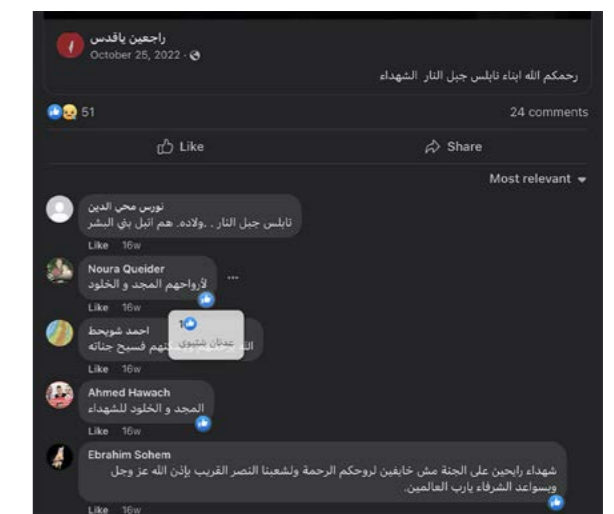 راجعين ياقدس
October 25, 2022
رحمكم الله ابناء نابلس جبل النار الشهداء
51
24 comments
Like
Share
Most relevant
نورس محي الدين
نابلس جبل النار . .ولاده. هم انبل بني البشر
Like 16w
Noura Queider
لأرواحهم المجد و الخلود
Like 16w
1
عدنان شتيوي
احمد شويحط
الله فسيح جناته
Like 16w
Ahmed Hawach
المجد و الخلود للشهداء
Like 16w
Ebrahim Sohem
شهداء رايحين على الجنة مش خايفين لروحكم الرحمة ولشعبنا النصر القريب بإذن الله عز وجل
وبسواعد الشرفاء يارب العالمين.
Like 16w